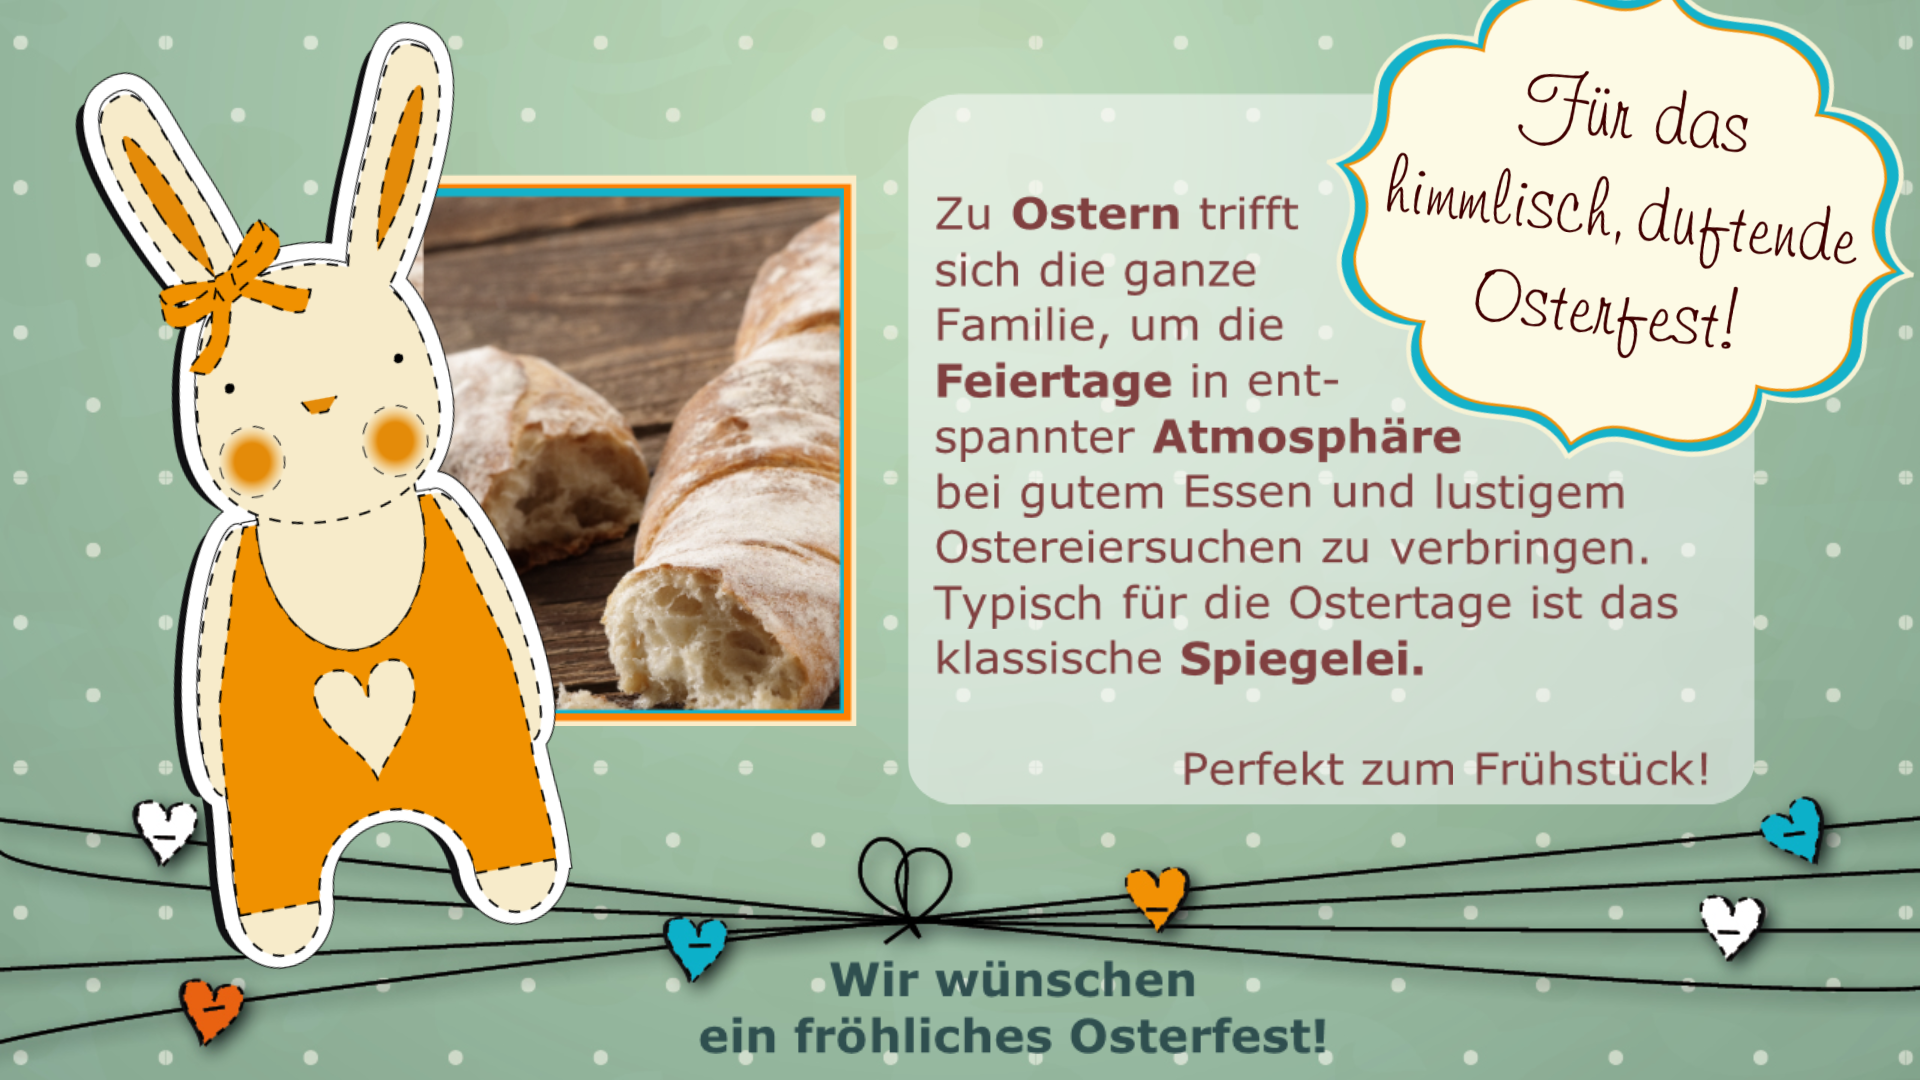 Für das
himmlisch, duftende
Osterfest!
Zu Ostern trifft
sich die ganze
Familie, um die
Feiertage in ent-
spannter Atmosphäre
bei gutem Essen und lustigem
Ostereiersuchen zu verbringen.
Typisch für die Ostertage ist das
klassische Spiegelei.
Perfekt zum Frühstück!
Wir wünschen
ein fröhliches Osterfest!